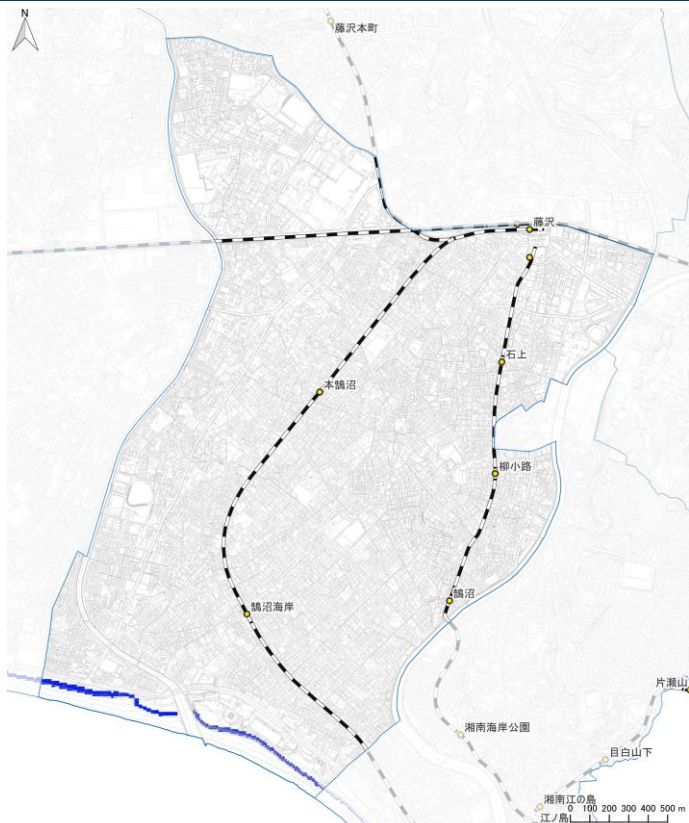 N
藤沢本町
藤沢
石上
本鵠沼
柳小路
鵠沼
鵠沼海岸
片瀬山
湘南海岸公園
目白山下
湘南江の島
江ノ島
0 100 200 300 400 500 m